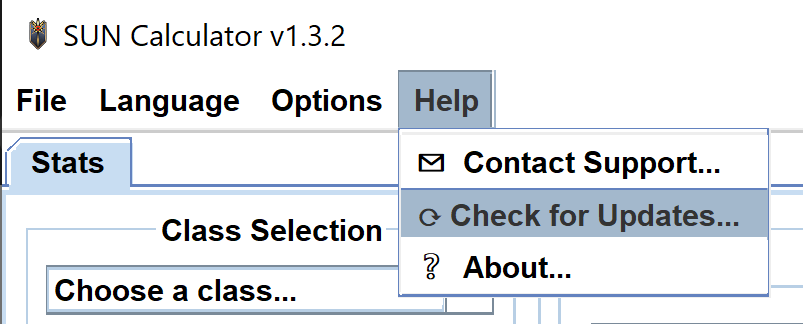 SUN Calculator v1.3.2
File Language Options Help
Contact Support...
Check for Updates...
About...
Stats
Class Selection
Choose a class...